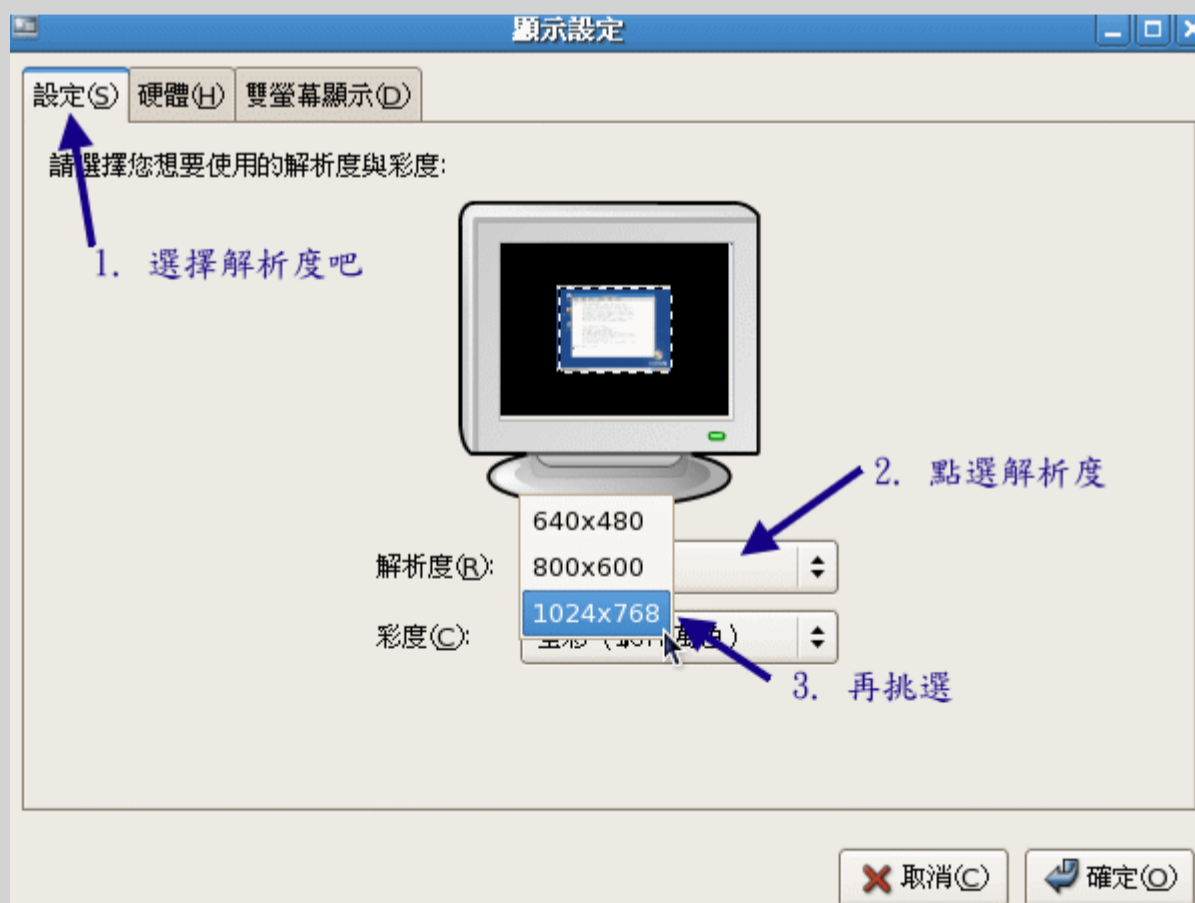 顯示設定
設定(S) 硬體(H) 雙螢幕顯示(D)
請選擇您想要使用的解析度與彩度:
1. 選擇解析度吧
2. 點選解析度
640x480
解析度(R): 800x600
1024x768
彩度(C):
3. 再挑選
取消(C) 確定(O)